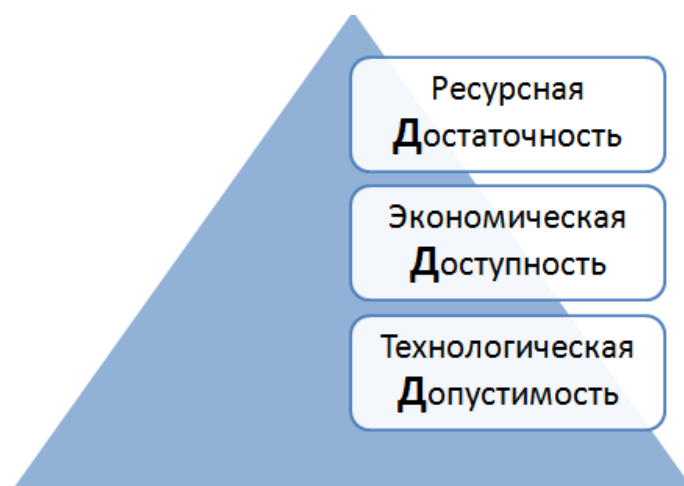 Ресурсная
Достаточность
Экономическая
Доступность
Технологическая
Допустимость